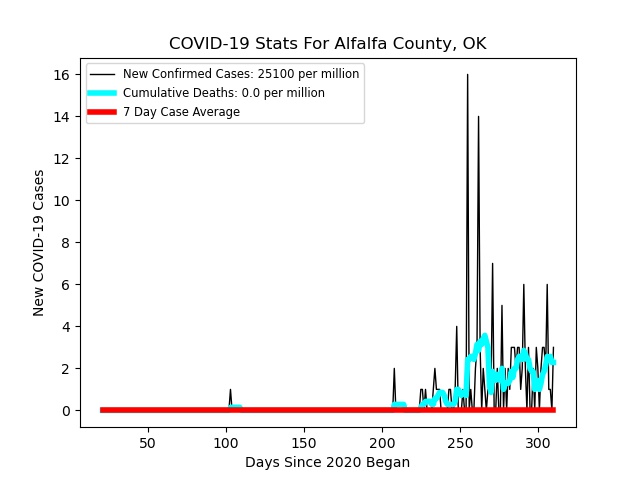 COVID-19 Stats For Alfalfa County, OK
New Confirmed Cases: 25100 per million
Cumulative Deaths: 0.0 per million
7 Day Case Average
New COVID-19 Cases
16
14
12
10
8
6
4
2
0
50 100 150 200 250 300
Days Since 2020 Began